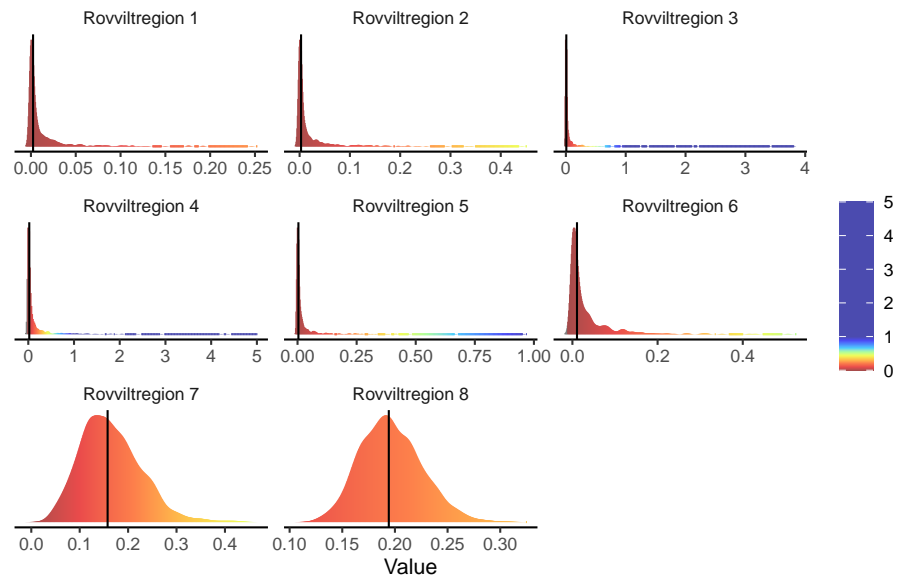 Rovviltregion 1
Rovviltregion 2
Rovviltregion 3
0.00 0.05 0.10 0.15 0.20 0.25
0.0 0.1 0.2 0.3 0.4
0 1 2 3 4
Rovviltregion 4
Rovviltregion 5
Rovviltregion 6
0 1 2 3 4 5
0.00 0.25 0.50 0.75 1.00
0.0 0.2 0.4
5
4
3
2
1
0
Rovviltregion 7
Rovviltregion 8
0.0 0.1 0.2 0.3 0.4
0.10 0.15 0.20 0.25 0.30
Value